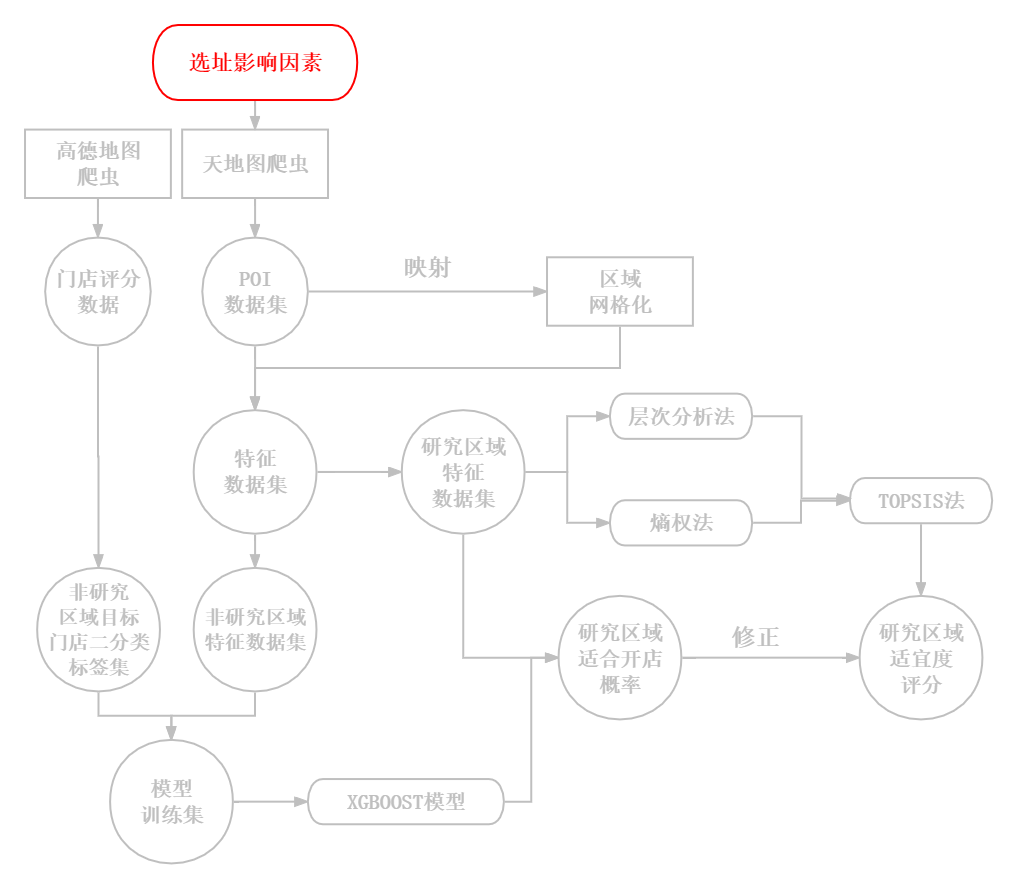 选址影响因素
高德地图
爬虫
天地图爬虫
门店评分
数据
POI
数据集
映射
区域
网格化
特征
数据集
研究区域
特征
数据集
层次分析法
熵权法
TOPSIS法
非研究
区域目标
门店二分类
标签集
非研究区域
特征数据集
研究区域
适合开店
概率
修正
研究区域
适宜度
评分
模型
训练集
XGBOOST模型